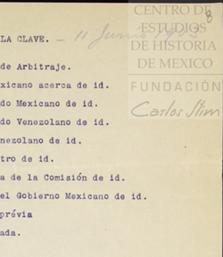 CENTRO DE
ESTUDIOS
DE HISTORIA
DE MEXICO
FUNDACIÓN
Carlos Slim
8
LA CLAVE. - 11 Junio 1903
de Arbitraje.
xicano acerca de id.
do Mexicano de id.
do Venezolano de id.
nezolano de id.
tro de id.
a de la Comisión de id.
el Gobierno Mexicano de id.
prévia
ada.